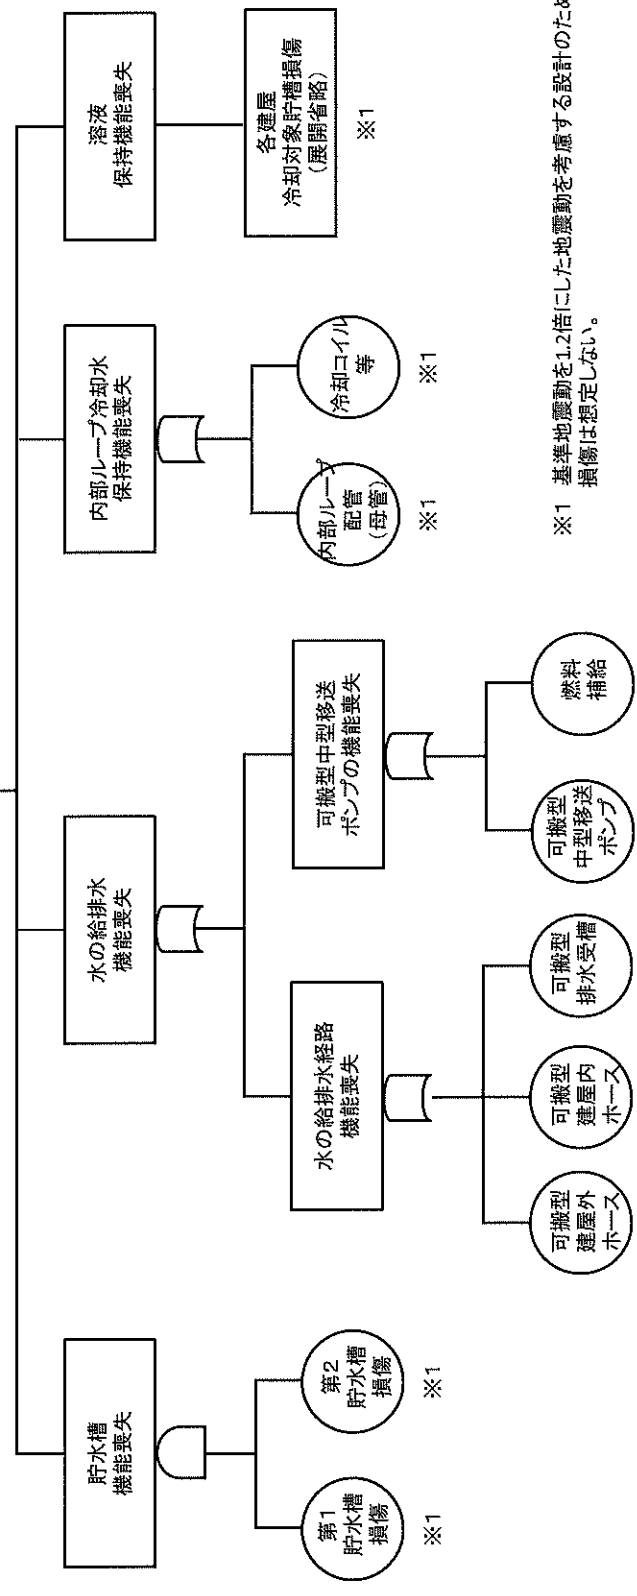 貯水槽
機能喪失
水の給排水
機能喪失
内部ループ冷却水
保持機能喪失
溶液
保持機能喪失
第1
貯水槽
損傷
※1
第2
貯水槽
損傷
※1
水の給排水経路
機能喪失
可搬型中型移送
ポンプの機能喪失
内部ループ
配管
(母管)
※1
冷却コイル
等
※1
各建屋
冷却対象貯槽損傷
(展開省略)
※1
可搬型
建屋外
ホース
可搬型
建屋内
ホース
可搬型
排水受槽
可搬型
中型移送
ポンプ
燃料
補給
※1 基準地震動を1.2倍にした地震動を考慮する設計のため
損傷は想定しない。